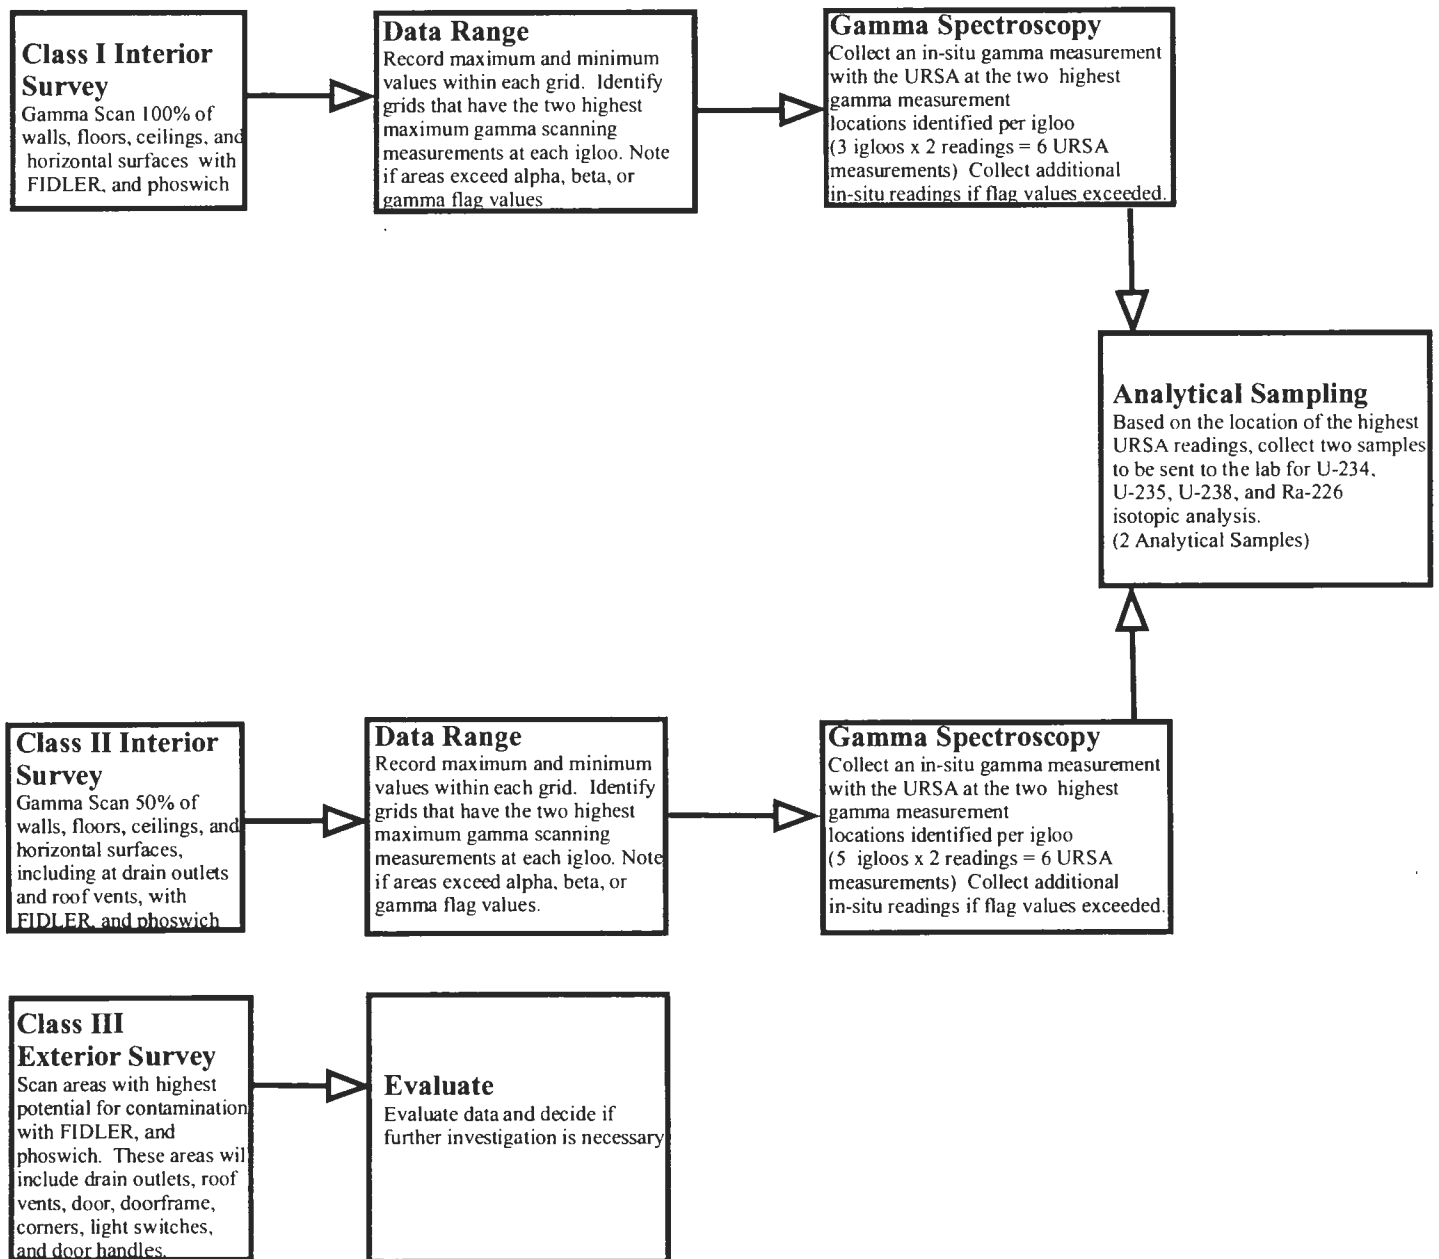 Class I Interior
Survey
Gamma Scan 100% of
walls, floors, ceilings, and
horizontal surfaces with
FIDLER, and phoswich
Data Range
Record maximum and minimum
values within each grid. Identify
grids that have the two highest
maximum gamma scanning
measurements at each igloo. Note
if areas exceed alpha, beta, or
gamma flag values
Gamma Spectroscopy
Collect an in-situ gamma measurement
with the URSA at the two highest
gamma measurement
locations identified per igloo
(3 igloos x 2 readings = 6 URSA
measurements) Collect additional
in-situ readings if flag values exceeded.
Analytical Sampling
Based on the location of the highest
URSA readings, collect two samples
to be sent to the lab for U-234,
U-235, U-238, and Ra-226
isotopic analysis.
(2 Analytical Samples)
Class II Interior
Survey
Gamma Scan 50% of
walls, floors, ceilings, and
horizontal surfaces,
including at drain outlets
and roof vents, with
FIDLER, and phoswich
Data Range
Record maximum and minimum
values within each grid. Identify
grids that have the two highest
maximum gamma scanning
measurements at each igloo. Note
if areas exceed alpha, beta, or
gamma flag values.
Gamma Spectroscopy
Collect an in-situ gamma measurement
with the URSA at the two highest
gamma measurement
locations identified per igloo
(5 igloos x 2 readings = 6 URSA
measurements) Collect additional
in-situ readings if flag values exceeded.
Class III
Exterior Survey
Scan areas with highest
potential for contamination
with FIDLER, and
phoswich. These areas wil
include drain outlets, roof
vents, door, doorframe,
corners, light switches,
and door handles.
Evaluate
Evaluate data and decide if
further investigation is necessary